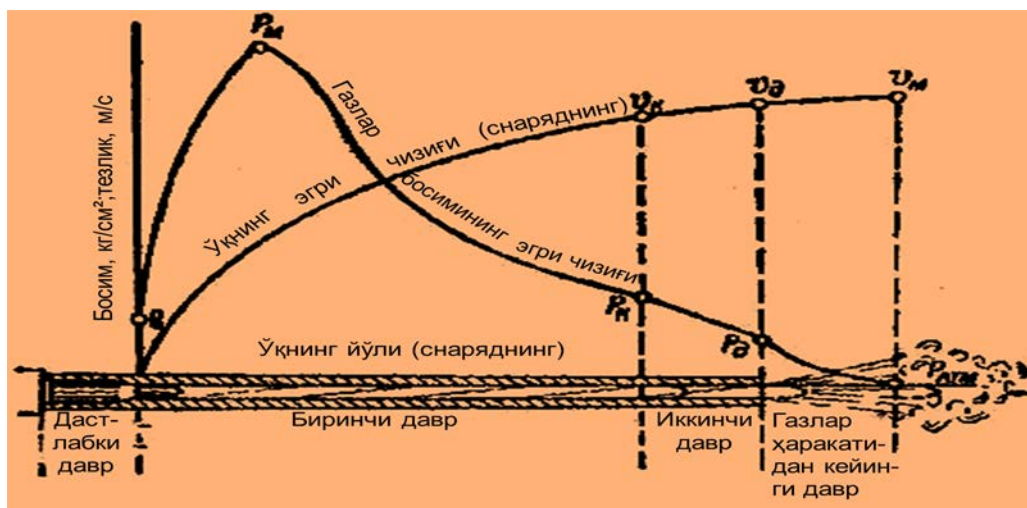 Pм
Газлар
vк
vд
vм
Босим, кг/см²;тезлик, м/с
Ўқнинг эгри чизиғи (снаряднинг)
босимининг эгри чизиғи
Pк
Pд
Ўқнинг йўли (снаряднинг)
Pатм
Даст-
лабки
давр
Биринчи давр
Иккинчи
давр
Газлар
ҳаракати-
дан кейин-
ги давр